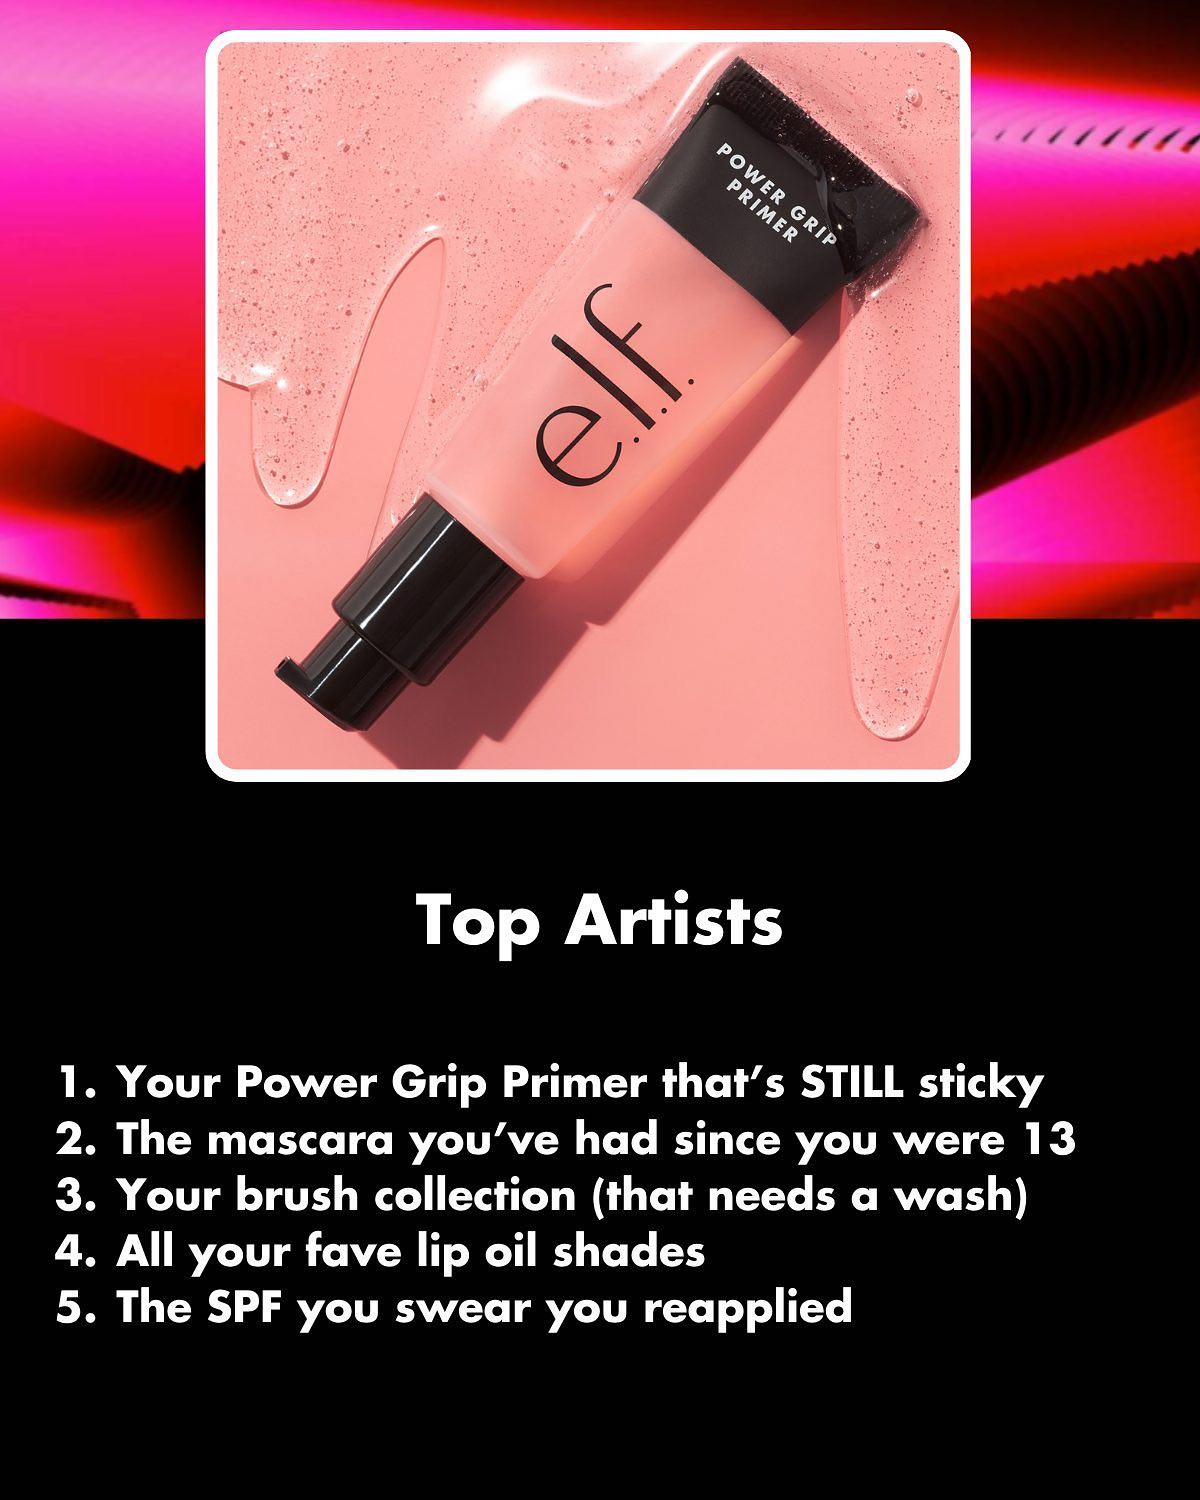 POWER GRIP
PRIMER
e.l.f.
Top Artists
1. Your Power Grip Primer that’s STILL sticky
2. The mascara you’ve had since you were 13
3. Your brush collection (that needs a wash)
4. All your fave lip oil shades
5. The SPF you swear you reapplied